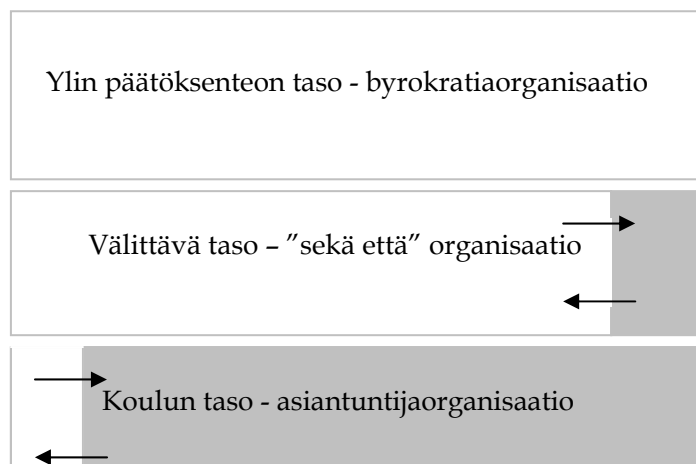 Ylin päätöksenteon taso - byrokratiaorganisaatio
Välittävä taso – ”sekä että” organisaatio
Koulun taso - asiantuntijaorganisaatio